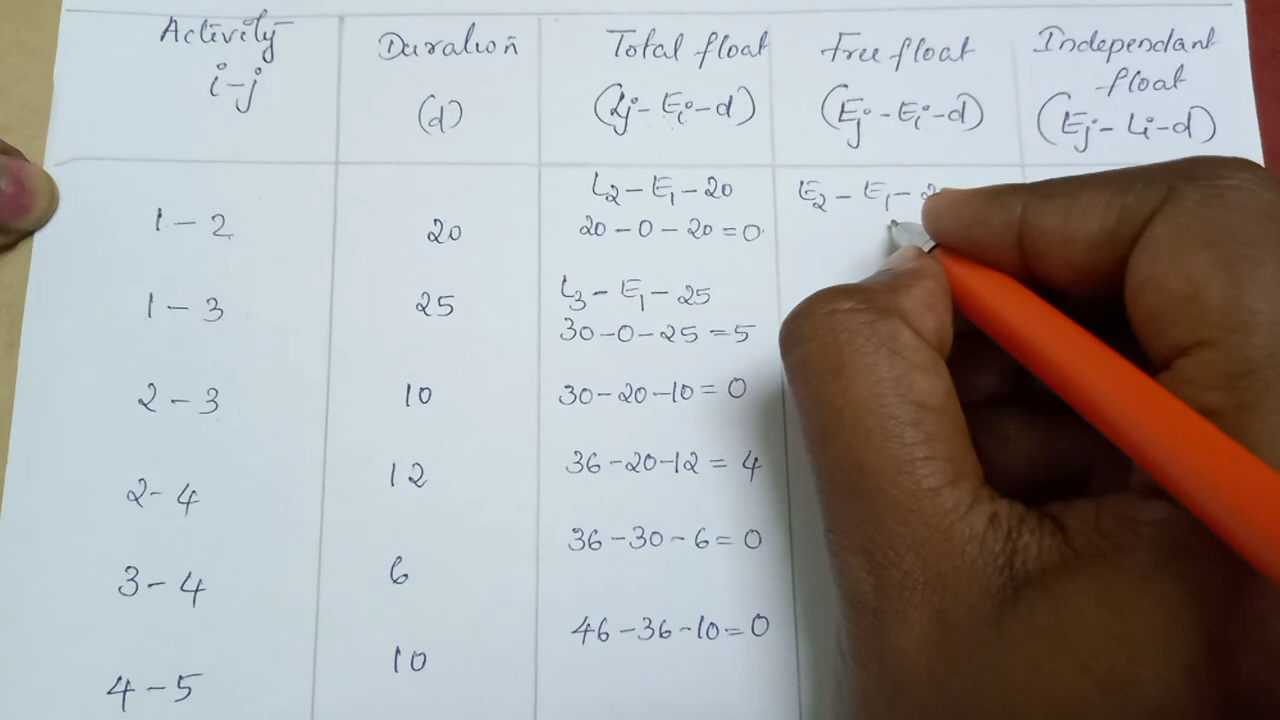 Activity Duration Total float Free float Independant
i-j (d) (Lj - Ei - d) (Ej - Ei - d) float
(Ej - Li - d)
L2 - E1 - 20 E2 - E1 -
1 - 2 20 20 - 0 - 20 = 0
L3 - E1 - 25
1 - 3 25 30 - 0 - 25 = 5
2 - 3 10 30 - 20 - 10 = 0
2 - 4 12 36 - 20 - 12 = 4
3 - 4 6 36 - 30 - 6 = 0
4 - 5 10 46 - 36 - 10 = 0